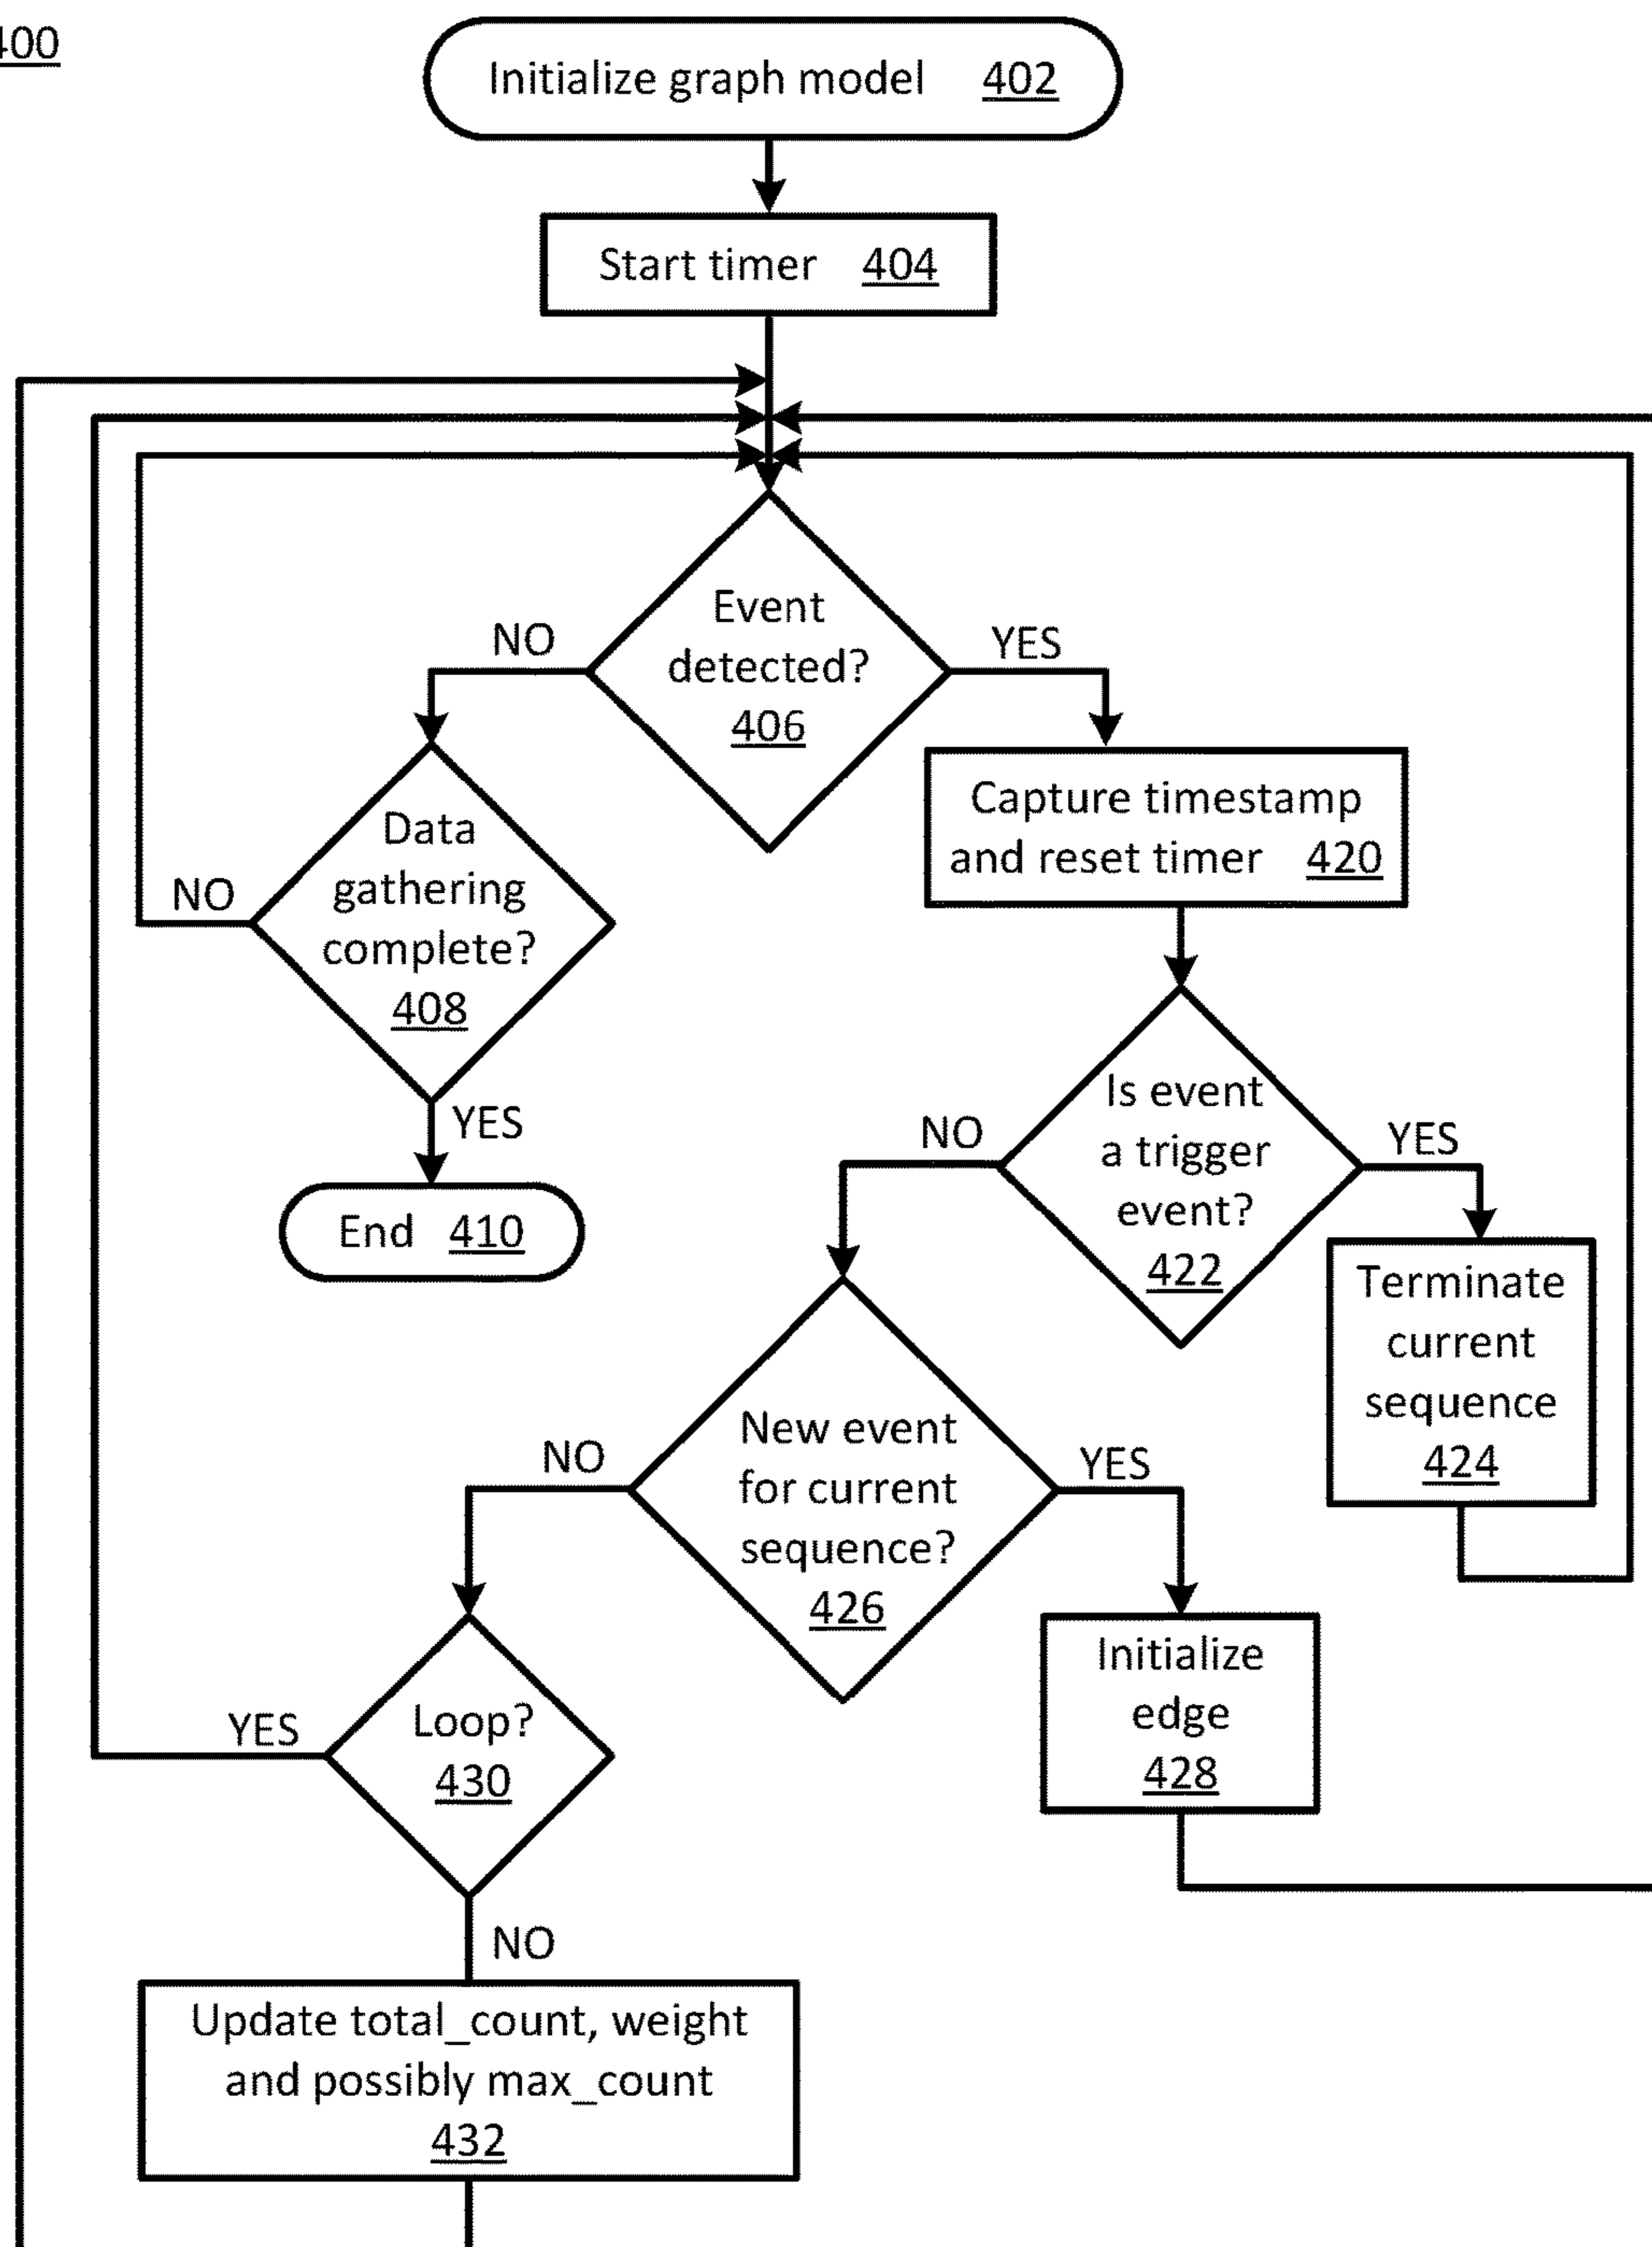 400
Initialize graph model 402
Start timer 404
Event
detected?
406
NO
YES
Data
gathering
complete?
408
NO
YES
End 410
Capture timestamp
and reset timer 420
Is event
a trigger
event?
422
NO
YES
Terminate
current
sequence
424
New event
for current
sequence?
426
NO
YES
Initialize
edge
428
Loop?
430
YES
NO
Update total_count, weight
and possibly max_count
432